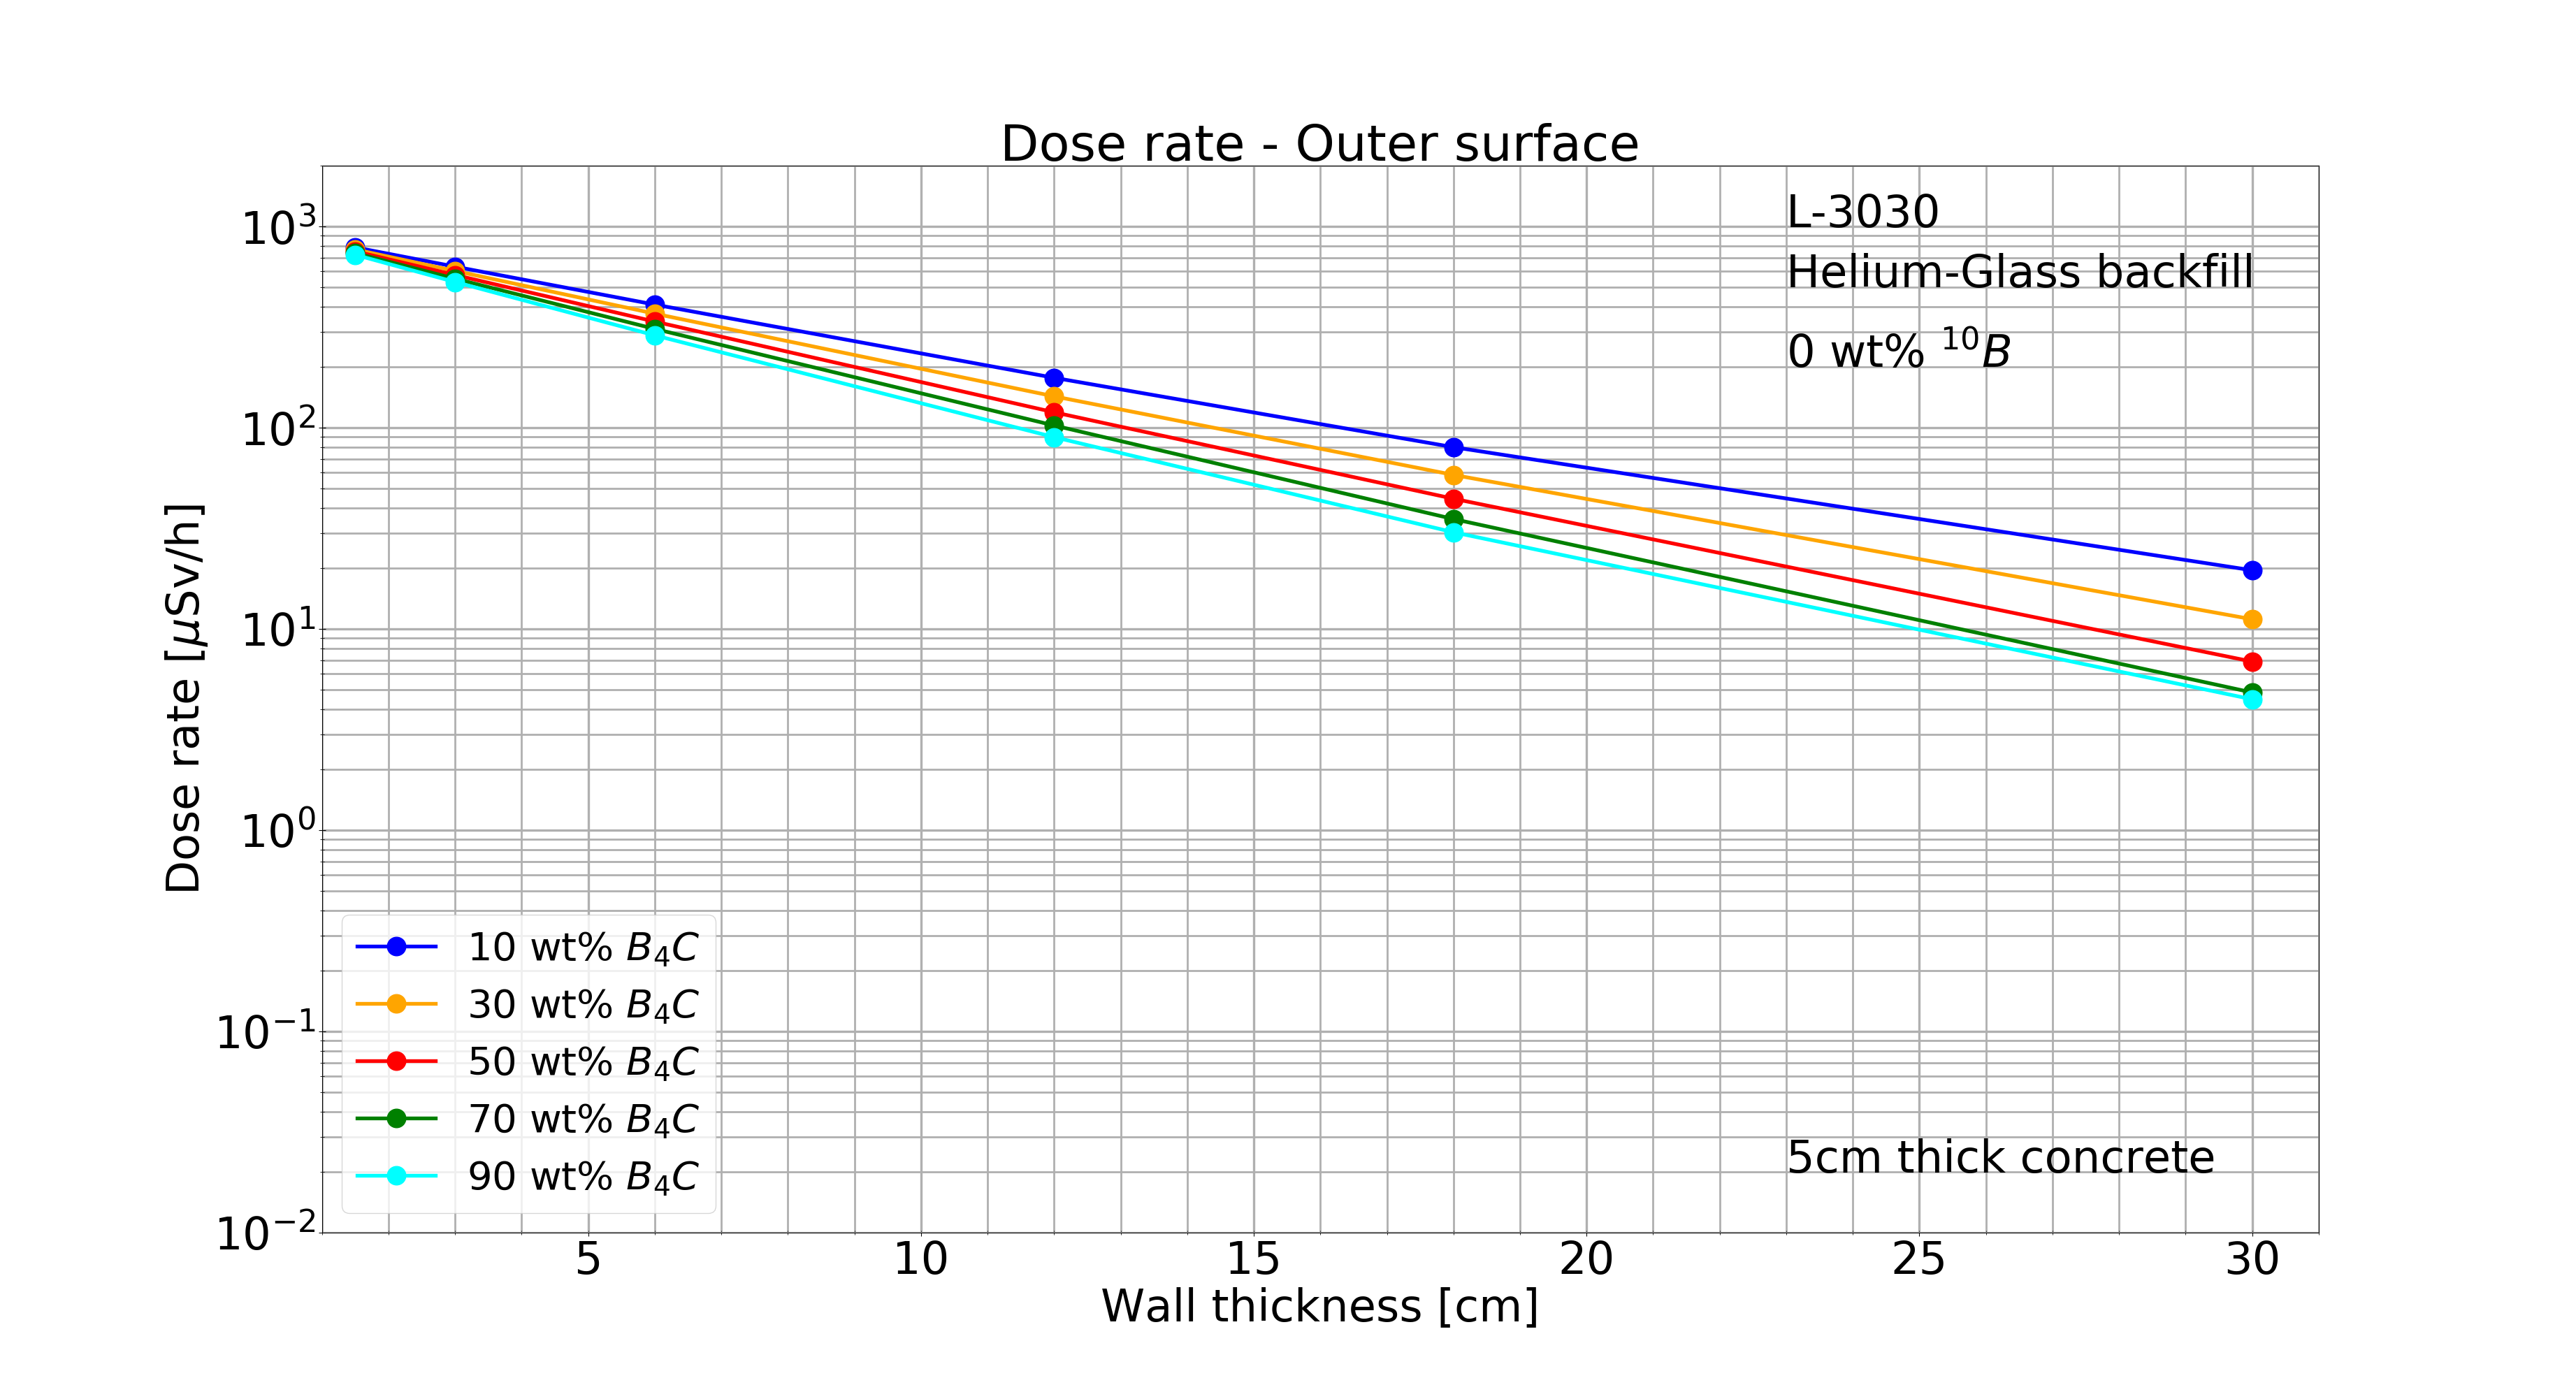 Dose rate - Outer surface
L-3030
Helium-Glass backfill
0 wt% ¹⁰B
5cm thick concrete
Dose rate [μSv/h]
10³
10²
10¹
10⁰
10⁻¹
10⁻²
10 wt% B₄C
30 wt% B₄C
50 wt% B₄C
70 wt% B₄C
90 wt% B₄C
5 10 15 20 25 30
Wall thickness [cm]